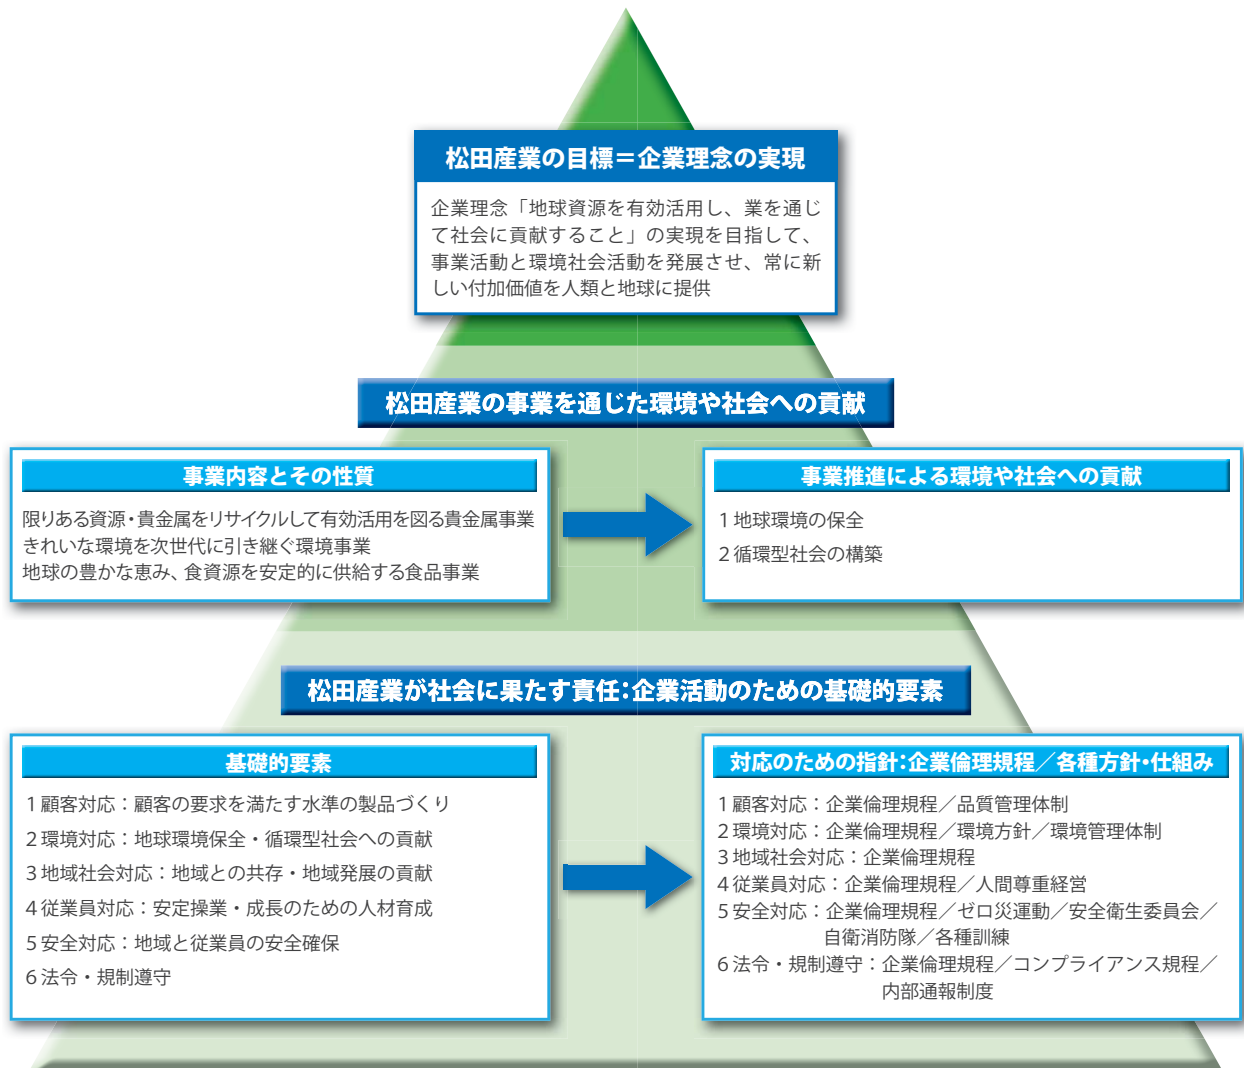 松田産業の目標＝企業理念の実現
企業理念「地球資源を有効活用し、業を通じ
て社会に貢献すること」の実現を目指して、
事業活動と環境社会活動を発展させ、常に新
しい付加価値を人類と地球に提供
松田産業の事業を通じた環境や社会への貢献
事業内容とその性質
限りある資源・貴金属をリサイクルして有効活用を図る貴金属事業
きれいな環境を次世代に引き継ぐ環境事業
地球の豊かな恵み、食資源を安定的に供給する食品事業
事業推進による環境や社会への貢献
1 地球環境の保全
2 循環型社会の構築
松田産業が社会に果たす責任：企業活動のための基礎的要素
基礎的要素
1 顧客対応：顧客の要求を満たす水準の製品づくり
2 環境対応：地球環境保全・循環型社会への貢献
3 地域社会対応：地域との共存・地域発展の貢献
4 従業員対応：安定操業・成長のための人材育成
5 安全対応：地域と従業員の安全確保
6 法令・規制遵守
対応のための指針：企業倫理規程／各種方針・仕組み
1 顧客対応：企業倫理規程／品質管理体制
2 環境対応：企業倫理規程／環境方針／環境管理体制
3 地域社会対応：企業倫理規程
4 従業員対応：企業倫理規程／人間尊重経営
5 安全対応：企業倫理規程／ゼロ災運動／安全衛生委員会／
自衛消防隊／各種訓練
6 法令・規制遵守：企業倫理規程／コンプライアンス規程／
内部通報制度